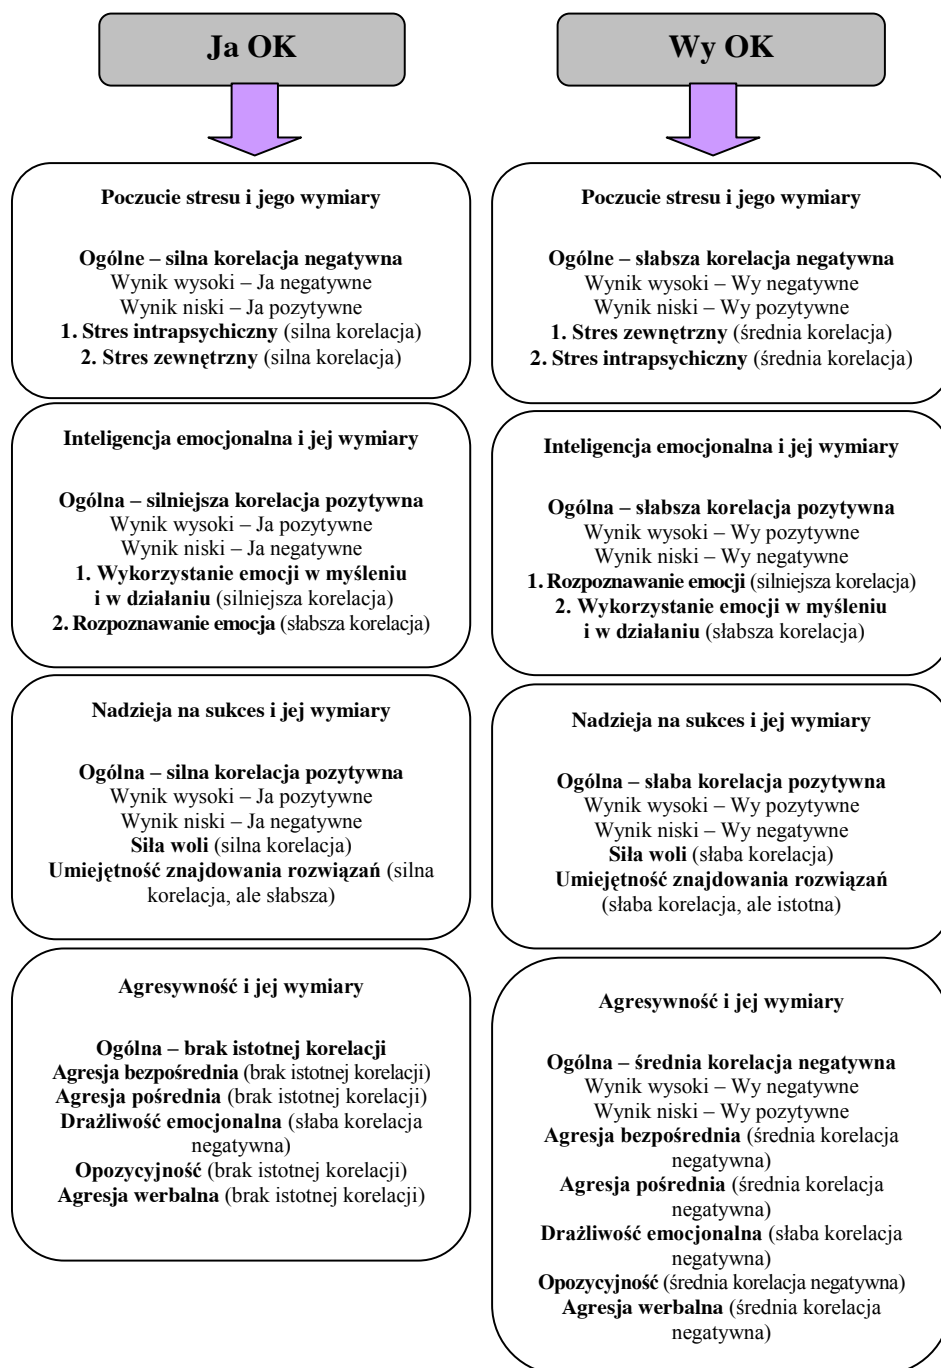 Ja OK
Poczucie stresu i jego wymiary
Ogólne – silna korelacja negatywna
Wynik wysoki – Ja negatywne
Wynik niski – Ja pozytywne
1. Stres intrapsychiczny (silna korelacja)
2. Stres zewnętrzny (silna korelacja)
Inteligencja emocjonalna i jej wymiary
Ogólna – silniejsza korelacja pozytywna
Wynik wysoki – Ja pozytywne
Wynik niski – Ja negatywne
1. Wykorzystanie emocji w myśleniu
i w działaniu (silniejsza korelacja)
2. Rozpoznawanie emocja (słabsza korelacja)
Nadzieja na sukces i jej wymiary
Ogólna – silna korelacja pozytywna
Wynik wysoki – Ja pozytywne
Wynik niski – Ja negatywne
Siła woli (silna korelacja)
Umiejętność znajdowania rozwiązań (silna
korelacja, ale słabsza)
Agresywność i jej wymiary
Ogólna – brak istotnej korelacji
Agresja bezpośrednia (brak istotnej korelacji)
Agresja pośrednia (brak istotnej korelacji)
Drażliwość emocjonalna (słaba korelacja
negatywna)
Opozycyjność (brak istotnej korelacji)
Agresja werbalna (brak istotnej korelacji)
Wy OK
Poczucie stresu i jego wymiary
Ogólne – słabsza korelacja negatywna
Wynik wysoki – Wy negatywne
Wynik niski – Wy pozytywne
1. Stres zewnętrzny (średnia korelacja)
2. Stres intrapsychiczny (średnia korelacja)
Inteligencja emocjonalna i jej wymiary
Ogólna – słabsza korelacja pozytywna
Wynik wysoki – Wy pozytywne
Wynik niski – Wy negatywne
1. Rozpoznawanie emocji (silniejsza korelacja)
2. Wykorzystanie emocji w myśleniu
i w działaniu (słabsza korelacja)
Nadzieja na sukces i jej wymiary
Ogólna – słaba korelacja pozytywna
Wynik wysoki – Wy pozytywne
Wynik niski – Wy negatywne
Siła woli (słaba korelacja)
Umiejętność znajdowania rozwiązań
(słaba korelacja, ale istotna)
Agresywność i jej wymiary
Ogólna – średnia korelacja negatywna
Wynik wysoki – Wy negatywne
Wynik niski – Wy pozytywne
Agresja bezpośrednia (średnia korelacja
negatywna)
Agresja pośrednia (średnia korelacja
negatywna)
Drażliwość emocjonalna (słaba korelacja
negatywna)
Opozycyjność (średnia korelacja negatywna)
Agresja werbalna (średnia korelacja
negatywna)